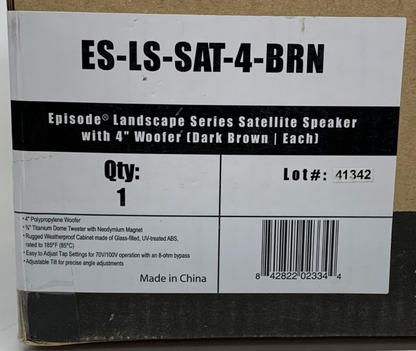 ES-LS-SAT-4-BRN
Episode® Landscape Series Satellite Speaker
with 4" Woofer (Dark Brown | Each)
Qty:
1
Lot#: 41342
• 4" Polypropylene Woofer
• ¾" Titanium Dome Tweeter with Neodymium Magnet
• Rugged Weatherproof Cabinet made of Glass-filled, UV-treated ABS,
rated to 185°F (85°C)
• Easy to Adjust Tap Settings for 70V/100V operation with an 8-ohm bypass
• Adjustable Tilt for precise angle adjustments
Made in China
8 42822 02334 4